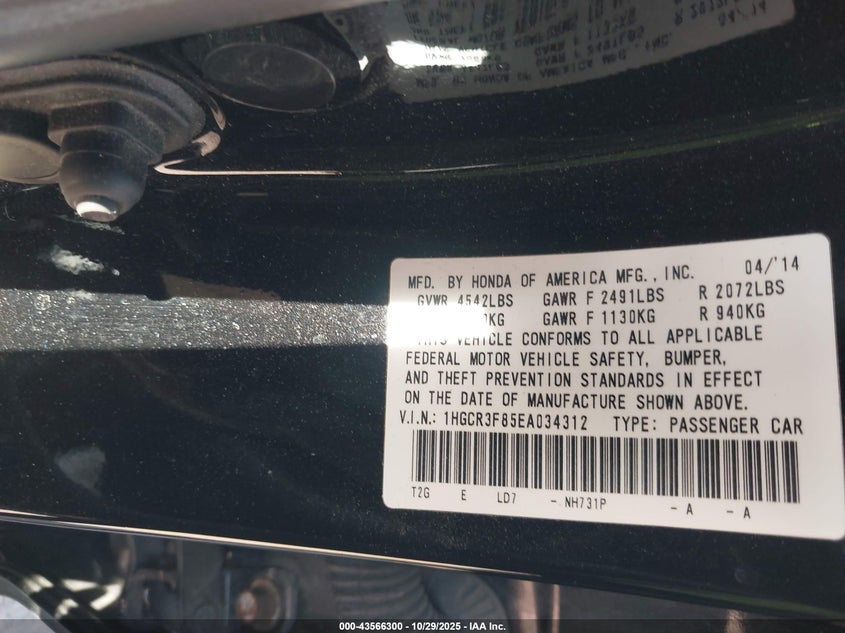 MFD. BY HONDA OF AMERICA MFG., INC. 04/'14
GVWR 4542LBS GAWR F 2491LBS R 2072LBS
KG GAWR F 1130KG R 940KG
THIS VEHICLE CONFORMS TO ALL APPLICABLE
FEDERAL MOTOR VEHICLE SAFETY, BUMPER,
AND THEFT PREVENTION STANDARDS IN EFFECT
ON THE DATE OF MANUFACTURE SHOWN ABOVE.
V.I.N.: 1HGCR3F85EA034312 TYPE: PASSENGER CAR
T2G E LD7 - NH731P - A - A
000-43566300 - 10/29/2025 - IAA Inc.